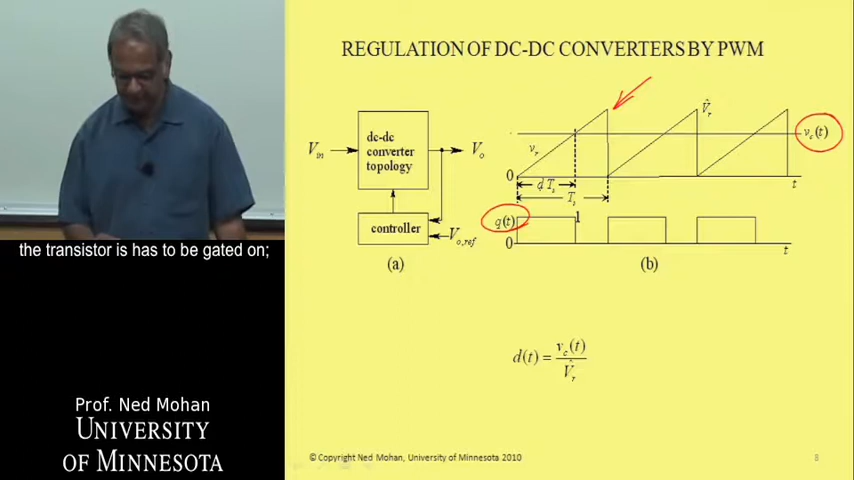 REGULATION OF DC-DC CONVERTERS BY PWM
V_in
dc-dc
converter
topology
V_o
controller
V_o,ref
(a)
V̂_r
v_c(t)
v_r
0
d T_s
T_s
t
q(t)
1
0
t
(b)
d(t) = v_c(t) / V̂_r
the transistor is has to be gated on;
Prof. Ned Mohan
UNIVERSITY
OF MINNESOTA
© Copyright Ned Mohan, University of Minnesota 2010
8